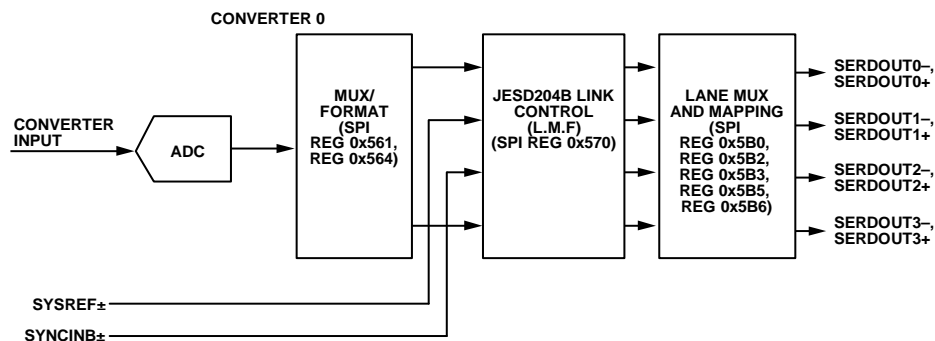 CONVERTER 0
CONVERTER
INPUT
ADC
MUX/
FORMAT
(SPI
REG 0x561,
REG 0x564)
JESD204B LINK
CONTROL
(L.M.F)
(SPI REG 0x570)
LANE MUX
AND MAPPING
(SPI
REG 0x5B0,
REG 0x5B2,
REG 0x5B3,
REG 0x5B5,
REG 0x5B6)
SERDOUT0–,
SERDOUT0+
SERDOUT1–,
SERDOUT1+
SERDOUT2–,
SERDOUT2+
SERDOUT3–,
SERDOUT3+
SYSREF±
SYNCINB±